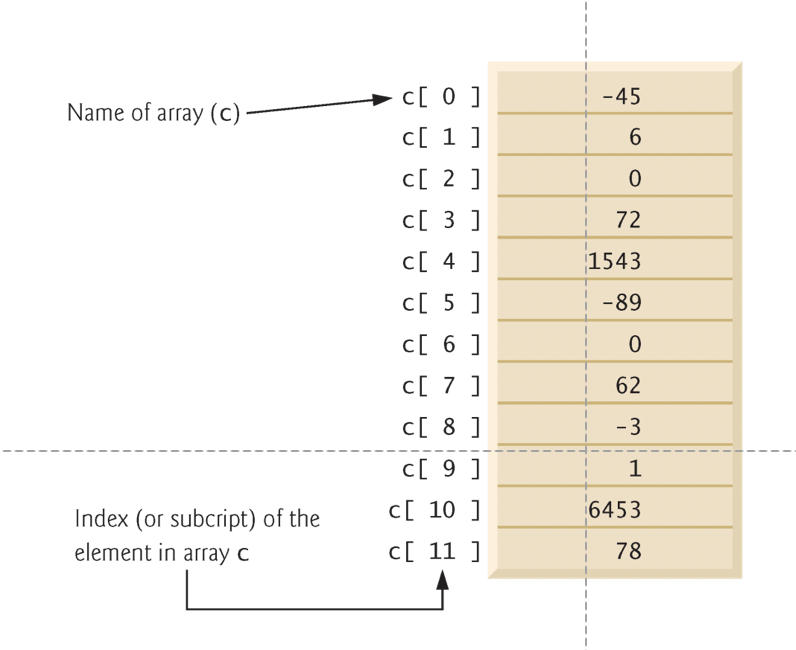 Name of array (c)
c[ 0 ] -45
c[ 1 ] 6
c[ 2 ] 0
c[ 3 ] 72
c[ 4 ] 1543
c[ 5 ] -89
c[ 6 ] 0
c[ 7 ] 62
c[ 8 ] -3
c[ 9 ] 1
c[ 10 ] 6453
c[ 11 ] 78
Index (or subcript) of the
element in array c